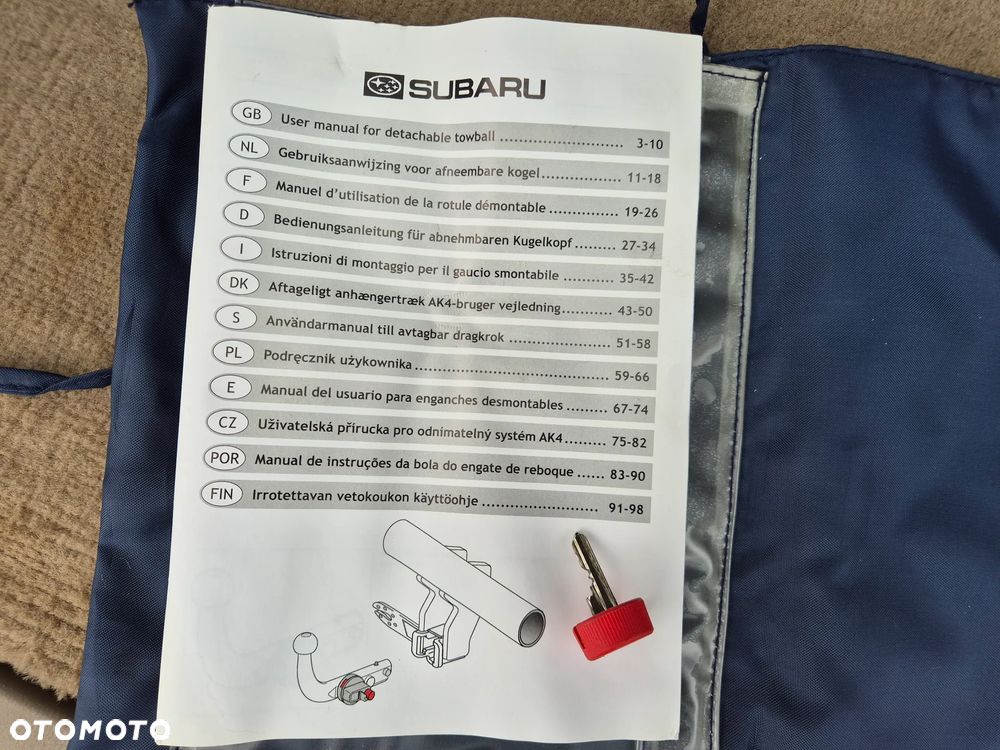 SUBARU
GB User manual for detachable towball ............................ 3-10
NL Gebruiksaanwijzing voor afneembare kogel.................. 11-18
F Manuel d'utilisation de la rotule démontable ............... 19-26
D Bedienungsanleitung für abnehmbaren Kugelkopf ......... 27-34
I Istruzioni di montaggio per il gaucio smontabile ........... 35-42
DK Aftageligt anhængertræk AK4-bruger vejledning........... 43-50
S Användarmanual till avtagbar dragkrok ...................... 51-58
PL Podręcznik użykownika ........................................... 59-66
E Manual del usuario para enganches desmontables ......... 67-74
CZ Uživatelská přírucka pro odnímatelný systém AK4......... 75-82
POR Manual de instruções da bola do engate de reboque ...... 83-90
FIN Irrotettavan vetokoukon käyttöohje ......................... 91-98
OTOMOTO